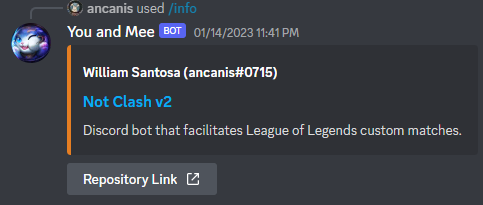 ancanis used /info
You and Mee BOT 01/14/2023 11:41 PM
William Santosa (ancanis#0715)
Not Clash v2
Discord bot that facilitates League of Legends custom matches.
Repository Link